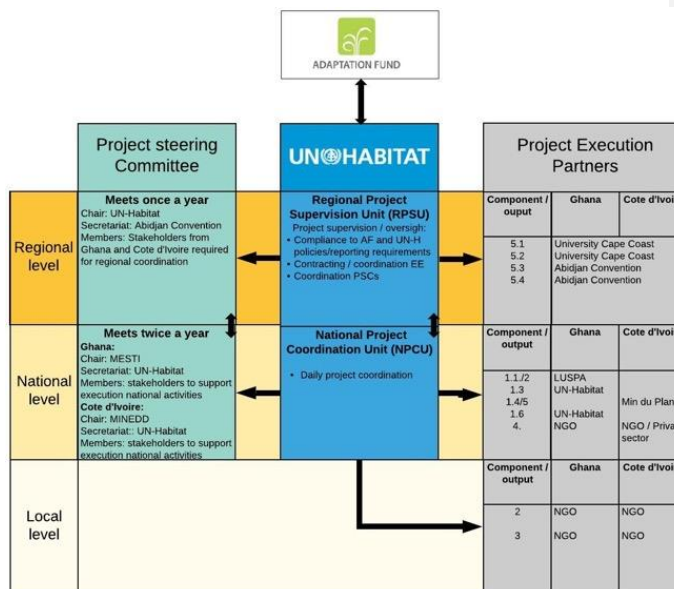 ADAPTATION FUND
Project steering
Committee
UN HABITAT
Project Execution
Partners
Regional
level
Meets once a year
Chair: UN-Habitat
Secretariat: Abidjan Convention
Members: Stakeholders from
Ghana and Cote d'Ivoire required
for regional coordination
Regional Project
Supervision Unit (RPSU)
Project supervision / oversigh:
• Compliance to AF and UN-H
policies/reporting requirements
• Contracting / coordination EE
• Coordination PSCs
Component / Ghana Cote d'Ivoi
ouput
5.1 University Cape Coast
5.2 University Cape Coast
5.3 Abidjan Convention
5.4 Abidjan Convention
National
level
Meets twice a year
Ghana:
Chair: MESTI
Secretariat: UN-Habitat
Members: stakeholders to support
execution national activities
Cote d'Ivoire:
Chair: MINEDD
Secretariat:: UN-Habitat
Members: stakeholders to support
execution national activities
National Project
Coordination Unit (NPCU)
• Daily project coordination
Component / Ghana Cote d'Ivoi
output
1.1./2 LUSPA
1.3 UN-Habitat
1.4/5 Min du Plan
1.6 UN-Habitat
4. NGO NGO / Priva
sector
Local
level
Component / Ghana Cote d'Ivoi
output
2 NGO NGO
3 NGO NGO